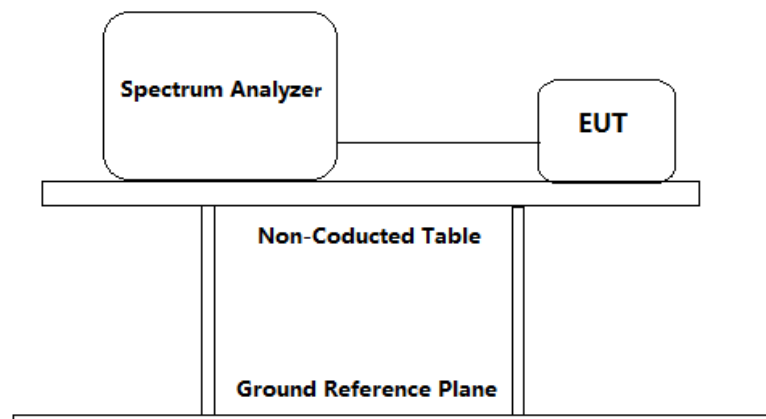 Spectrum Analyzer
EUT
Non-Coducted Table
Ground Reference Plane